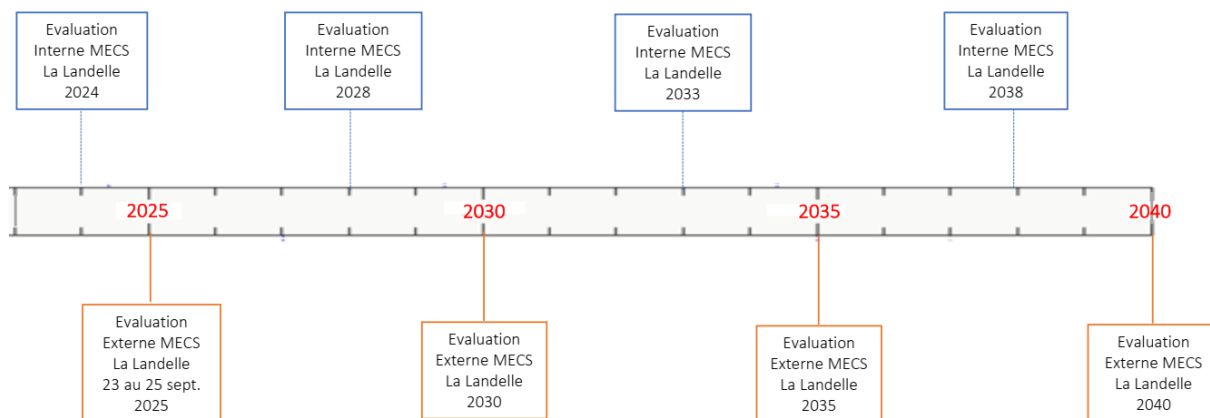 Evaluation
Interne MECS
La Landelle
2024
Evaluation
Interne MECS
La Landelle
2028
Evaluation
Interne MECS
La Landelle
2033
Evaluation
Interne MECS
La Landelle
2038
2025
2030
2035
2040
Evaluation
Externe MECS
La Landelle
23 au 25 sept.
2025
Evaluation
Externe MECS
La Landelle
2030
Evaluation
Externe MECS
La Landelle
2035
Evaluation
Externe MECS
La Landelle
2040